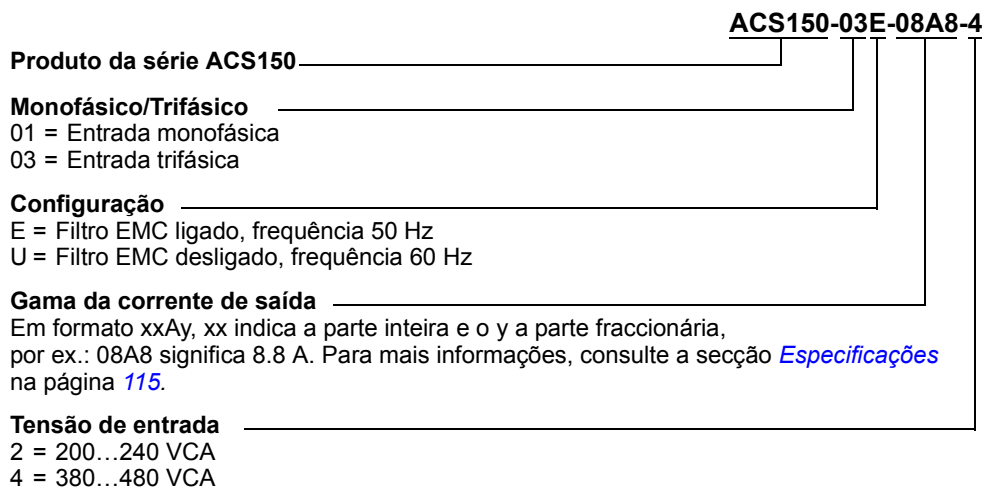 ACS150-03E-08A8-4
Produto da série ACS150
Monofásico/Trifásico
01 = Entrada monofásica
03 = Entrada trifásica
Configuração
E = Filtro EMC ligado, frequência 50 Hz
U = Filtro EMC desligado, frequência 60 Hz
Gama da corrente de saída
Em formato xxAy, xx indica a parte inteira e o y a parte fraccionária,
por ex.: 08A8 significa 8.8 A. Para mais informações, consulte a secção Especificações
na página 115.
Tensão de entrada
2 = 200…240 VCA
4 = 380…480 VCA